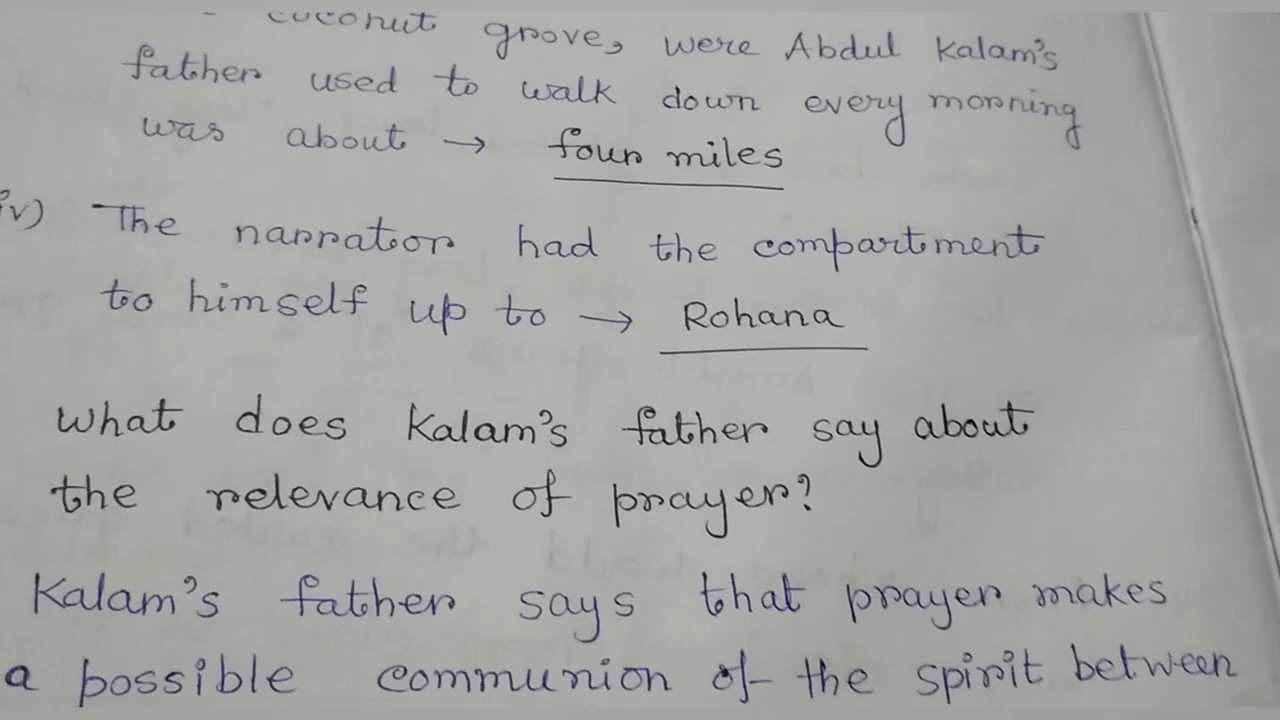 coconut grove, were Abdul Kalam's
father used to walk down every morning
was about → four miles
iv) The narrator had the compartment
to himself up to → Rohana
What does Kalam's father say about
the relevance of prayer?
Kalam's father says that prayer makes
a possible communion of the spirit between